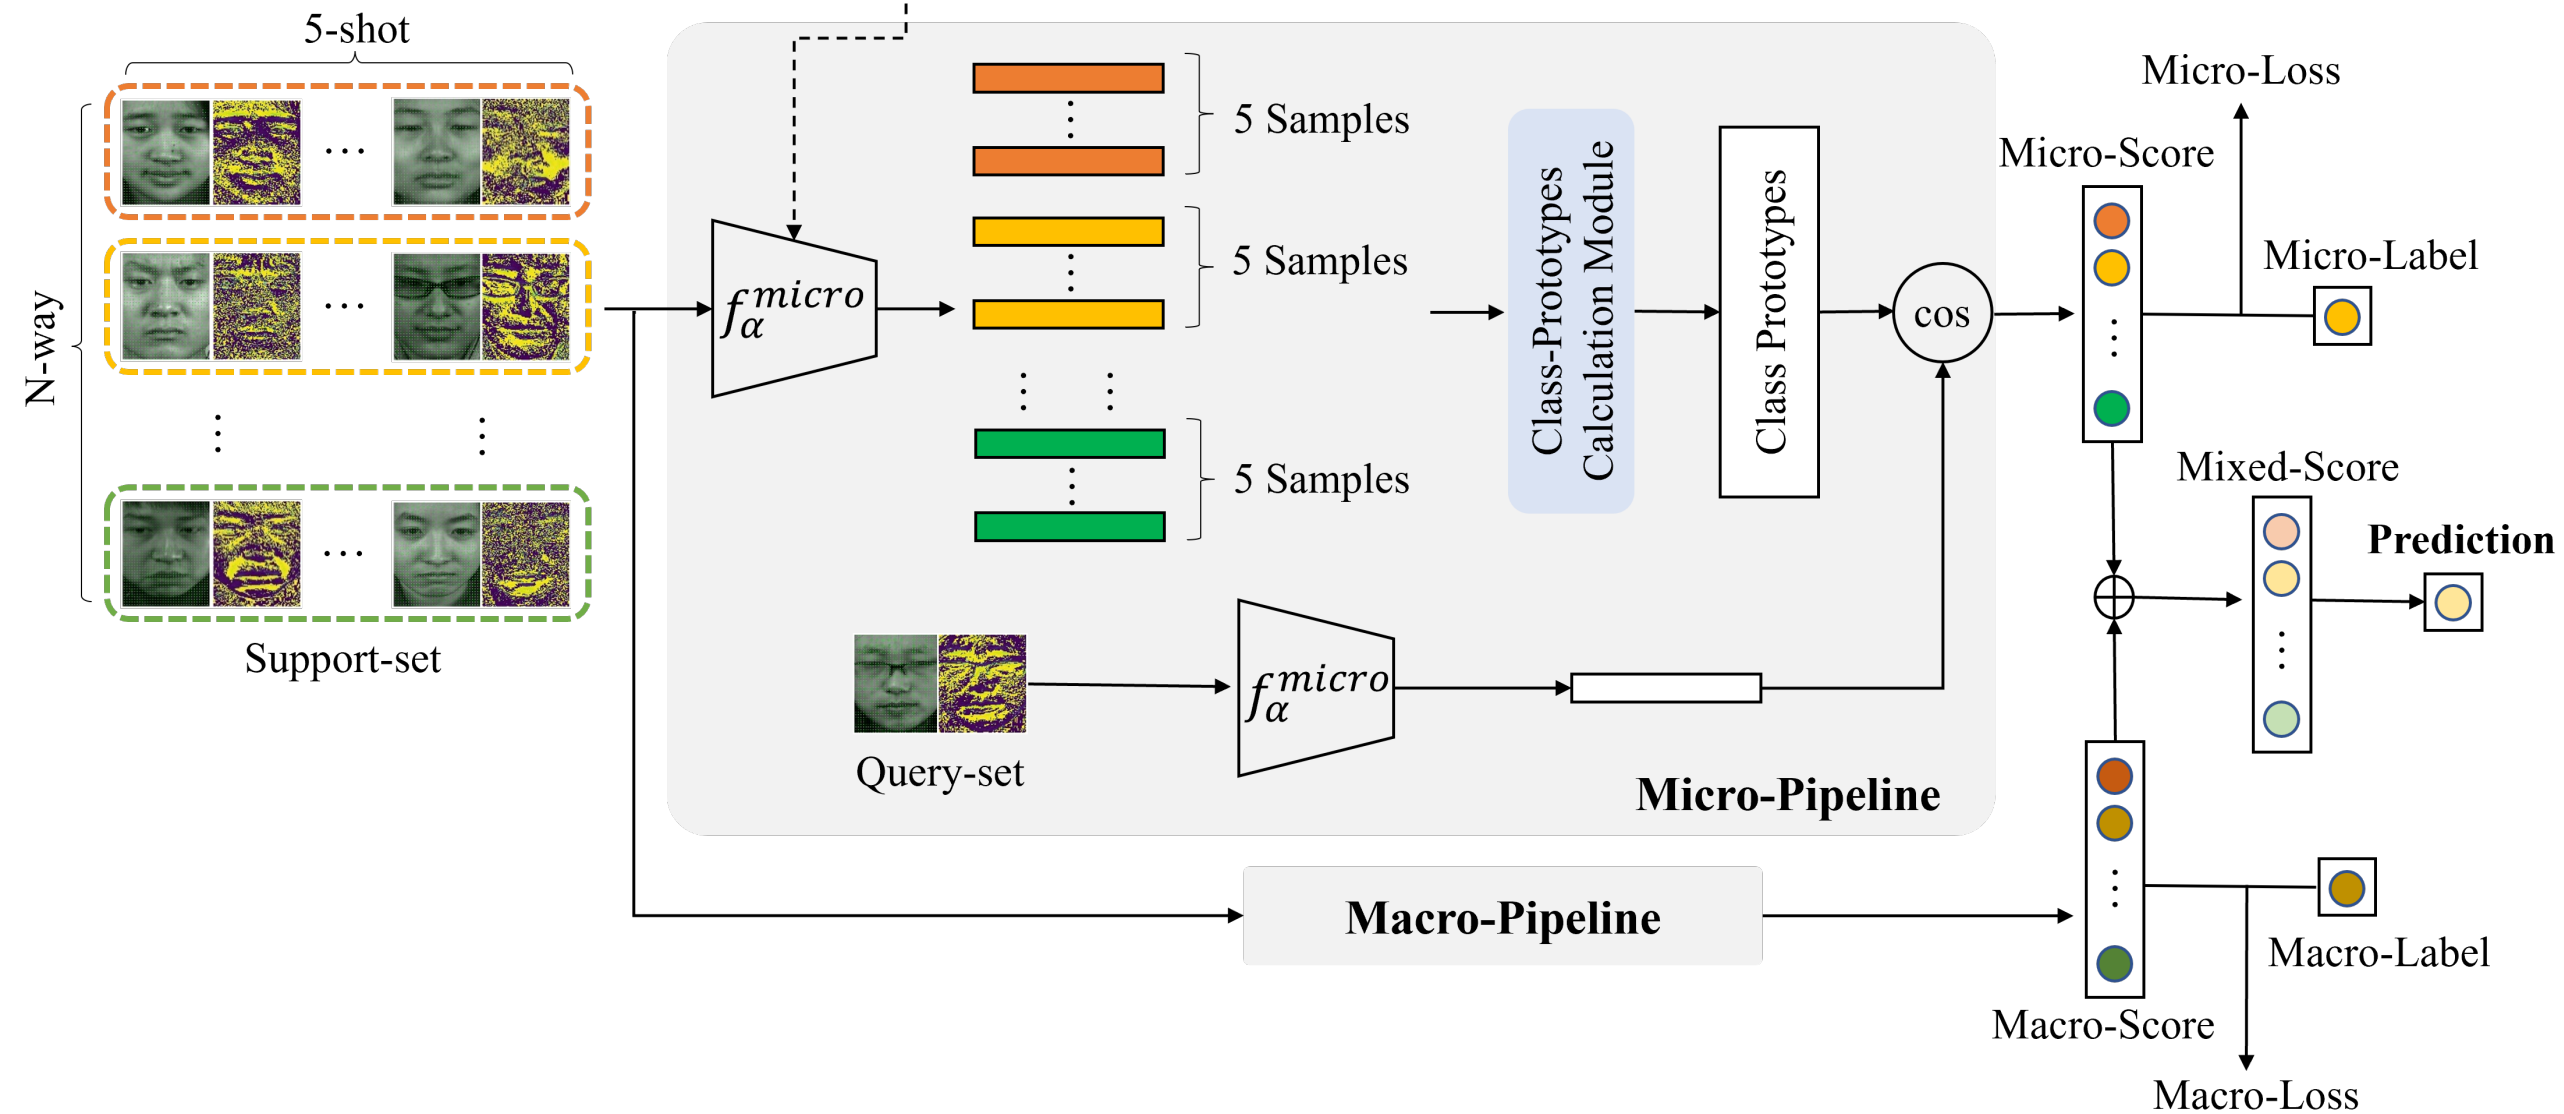 5-shot
N-way
Support-set
f_α^micro
5 Samples
5 Samples
5 Samples
Class-Prototypes
Calculation Module
Class Prototypes
cos
Query-set
f_α^micro
Micro-Pipeline
Macro-Pipeline
Micro-Loss
Micro-Score
Micro-Label
Mixed-Score
Prediction
Macro-Label
Macro-Score
Macro-Loss